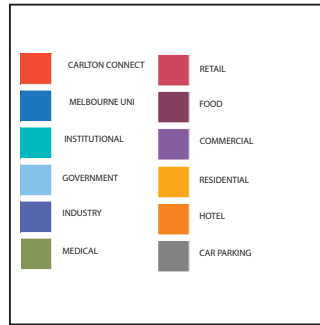 CARLTON CONNECT
MELBOURNE UNI
INSTITUTIONAL
GOVERNMENT
INDUSTRY
MEDICAL
RETAIL
FOOD
COMMERCIAL
RESIDENTIAL
HOTEL
CAR PARKING